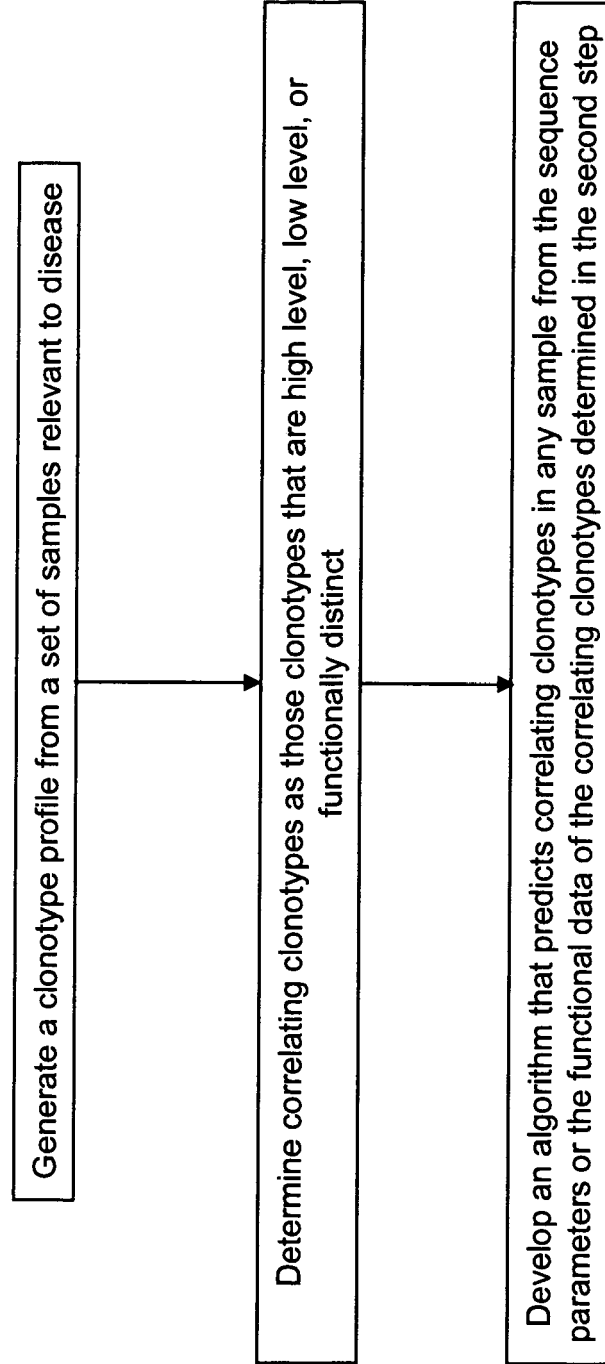 Generate a clonotype profile from a set of samples relevant to disease
Determine correlating clonotypes as those clonotypes that are high level, low level, or
functionally distinct
Develop an algorithm that predicts correlating clonotypes in any sample from the sequence
parameters or the functional data of the correlating clonotypes determined in the second step